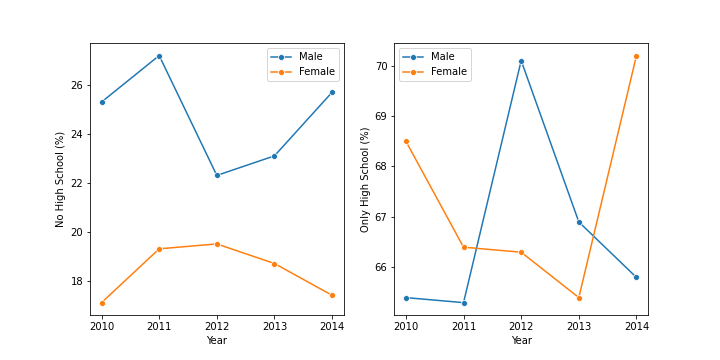 Male
Female
No High School (%)
26
24
22
20
18
2010 2011 2012 2013 2014
Year
Male
Female
Only High School (%)
70
69
68
67
66
2010 2011 2012 2013 2014
Year